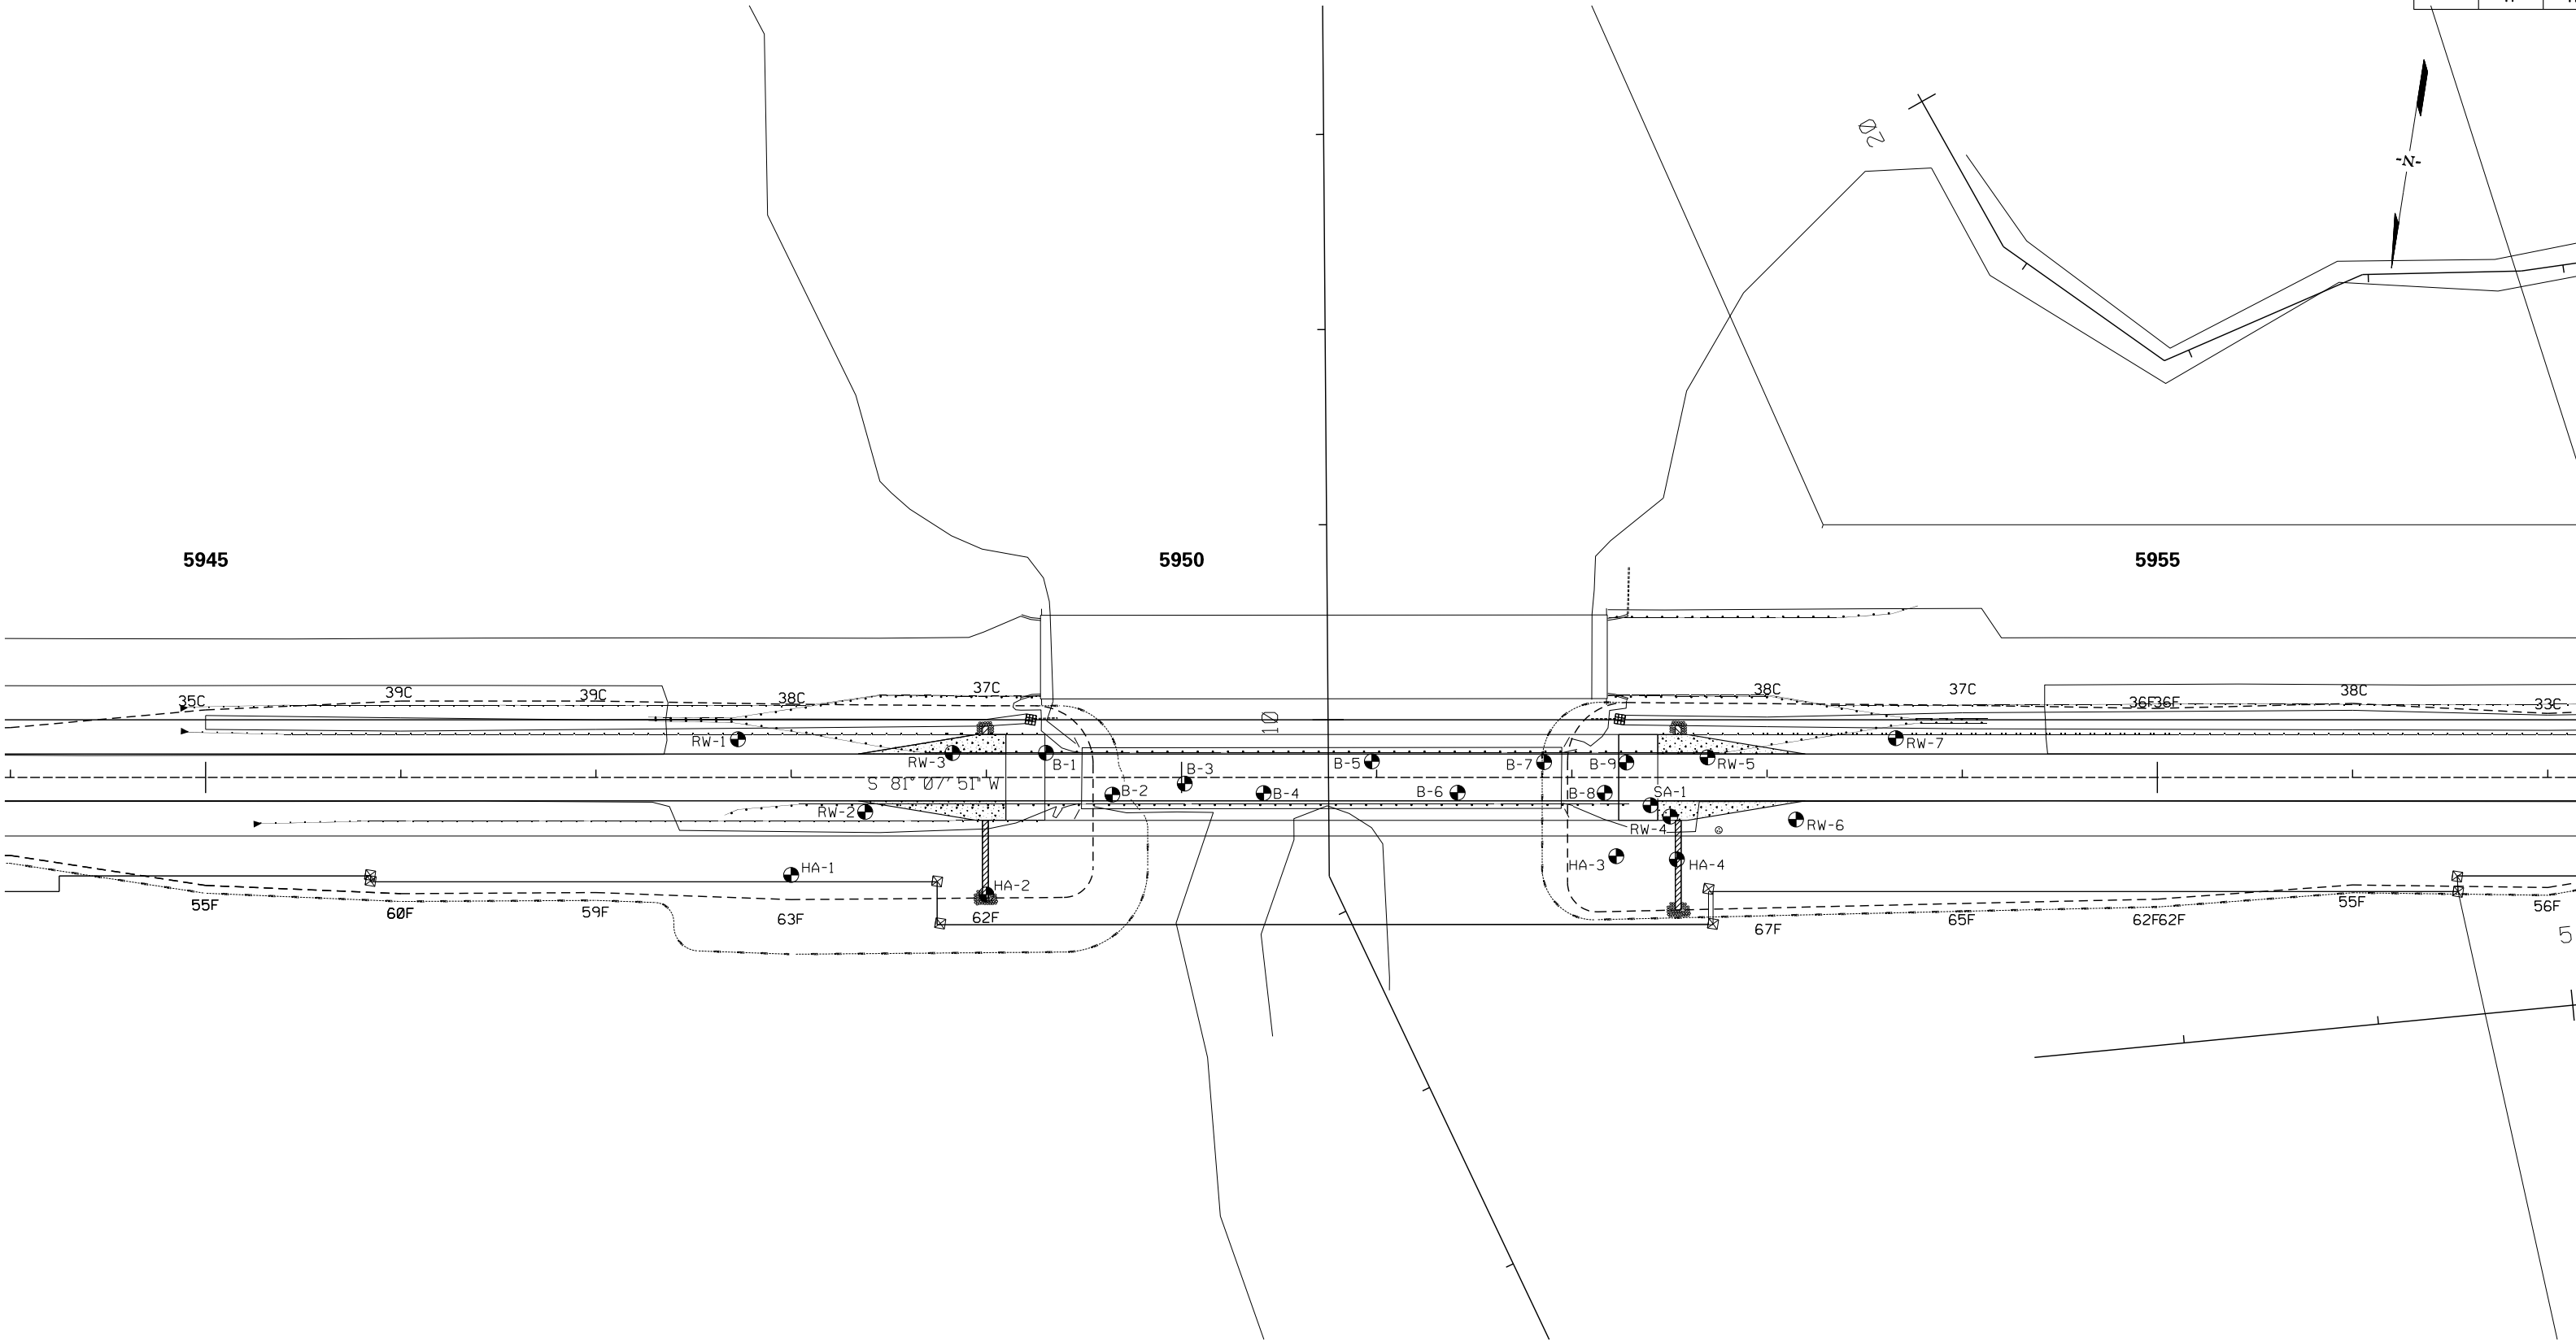 20
-N-
5945 5950 5955
35C 39C 39C 38C 37C 38C 37C 36F36F 38C 33C
10
RW-1 RW-3 B-1 B-3 B-5 B-7 B-9 RW-5 RW-7
S 81° 07' 51" W
B-2 B-4 B-6 B-8 SA-1
RW-2 RW-4 RW-6
HA-1 HA-2 HA-3 HA-4
55F 60F 59F 63F 62F 67F 65F 62F62F 55F 56F
5